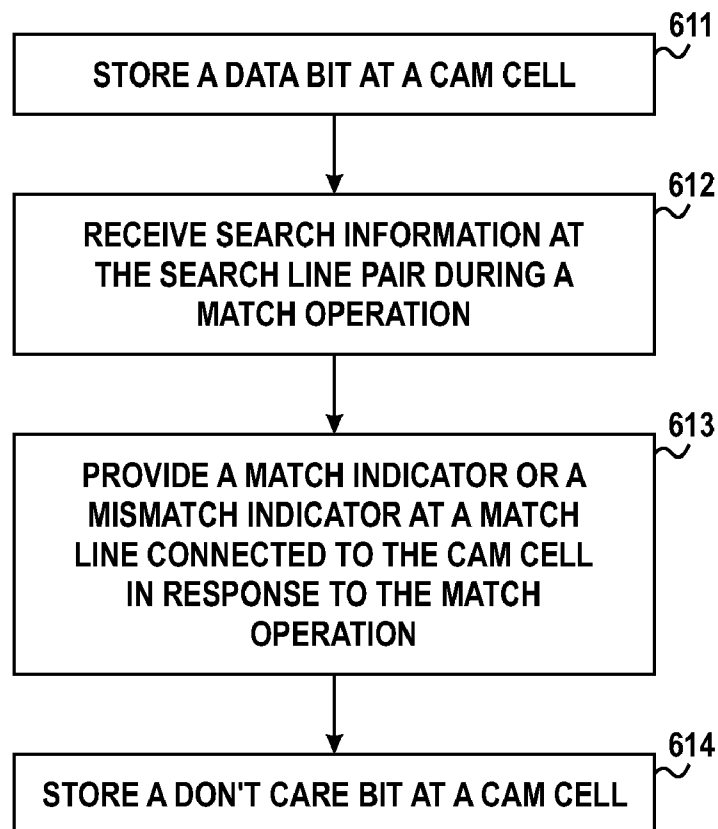 611
STORE A DATA BIT AT A CAM CELL
612
RECEIVE SEARCH INFORMATION AT
THE SEARCH LINE PAIR DURING A
MATCH OPERATION
613
PROVIDE A MATCH INDICATOR OR A
MISMATCH INDICATOR AT A MATCH
LINE CONNECTED TO THE CAM CELL
IN RESPONSE TO THE MATCH
OPERATION
614
STORE A DON'T CARE BIT AT A CAM CELL